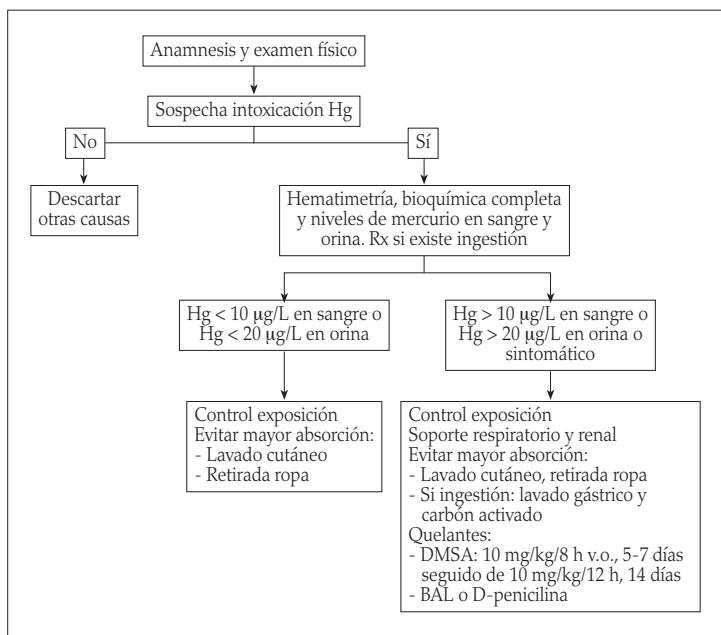 Anamnesis y examen físico
Sospecha intoxicación Hg
No
Sí
Descartar
otras causas
Hematimetría, bioquímica completa
y niveles de mercurio en sangre y
orina. Rx si existe ingestión
Hg < 10 µg/L en sangre o
Hg < 20 µg/L en orina
Hg > 10 µg/L en sangre o
Hg > 20 µg/L en orina o
sintomático
Control exposición
Evitar mayor absorción:
- Lavado cutáneo
- Retirada ropa
Control exposición
Soporte respiratorio y renal
Evitar mayor absorción:
- Lavado cutáneo, retirada ropa
- Si ingestión: lavado gástrico y
carbón activado
Quelantes:
- DMSA: 10 mg/kg/8 h v.o., 5-7 días
seguido de 10 mg/kg/12 h, 14 días
- BAL o D-penicilina